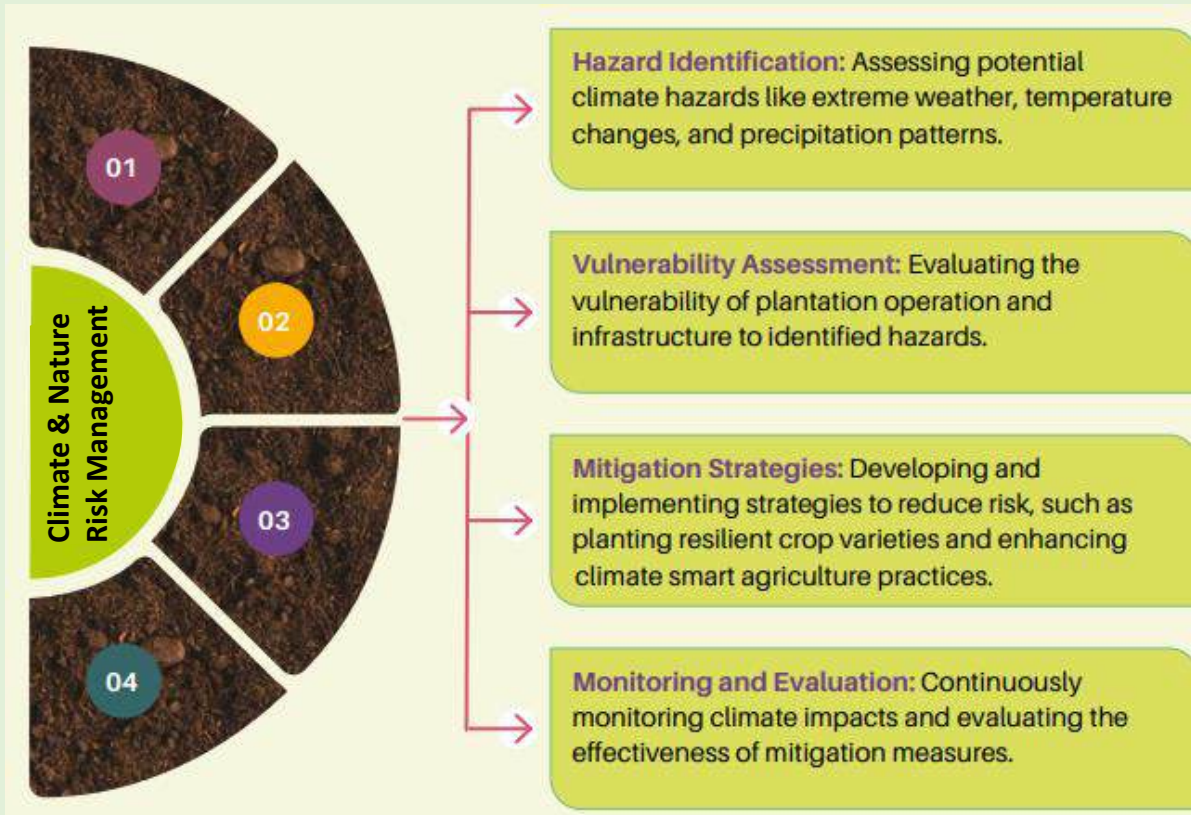 01
02
03
04
Climate & Nature
Risk Management
Hazard Identification: Assessing potential
climate hazards like extreme weather, temperature
changes, and precipitation patterns.
Vulnerability Assessment: Evaluating the
vulnerability of plantation operation and
infrastructure to identified hazards.
Mitigation Strategies: Developing and
implementing strategies to reduce risk, such as
planting resilient crop varieties and enhancing
climate smart agriculture practices.
Monitoring and Evaluation: Continuously
monitoring climate impacts and evaluating the
effectiveness of mitigation measures.